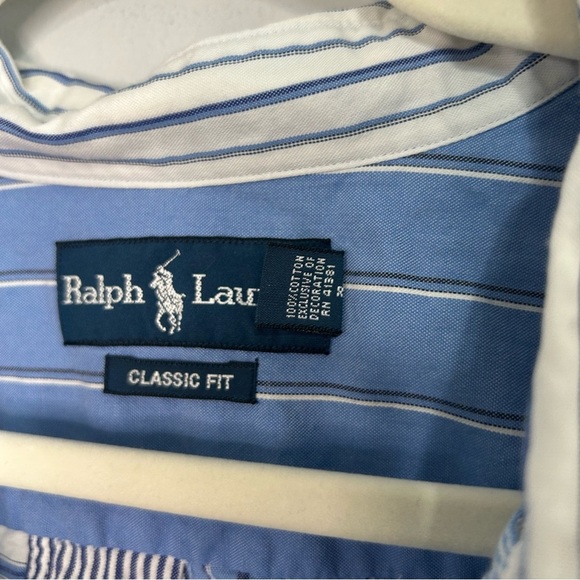 Ralph Lau
100% COTTON
EXCLUSIVE OF
DECORATION
RN 41381
CLASSIC FIT